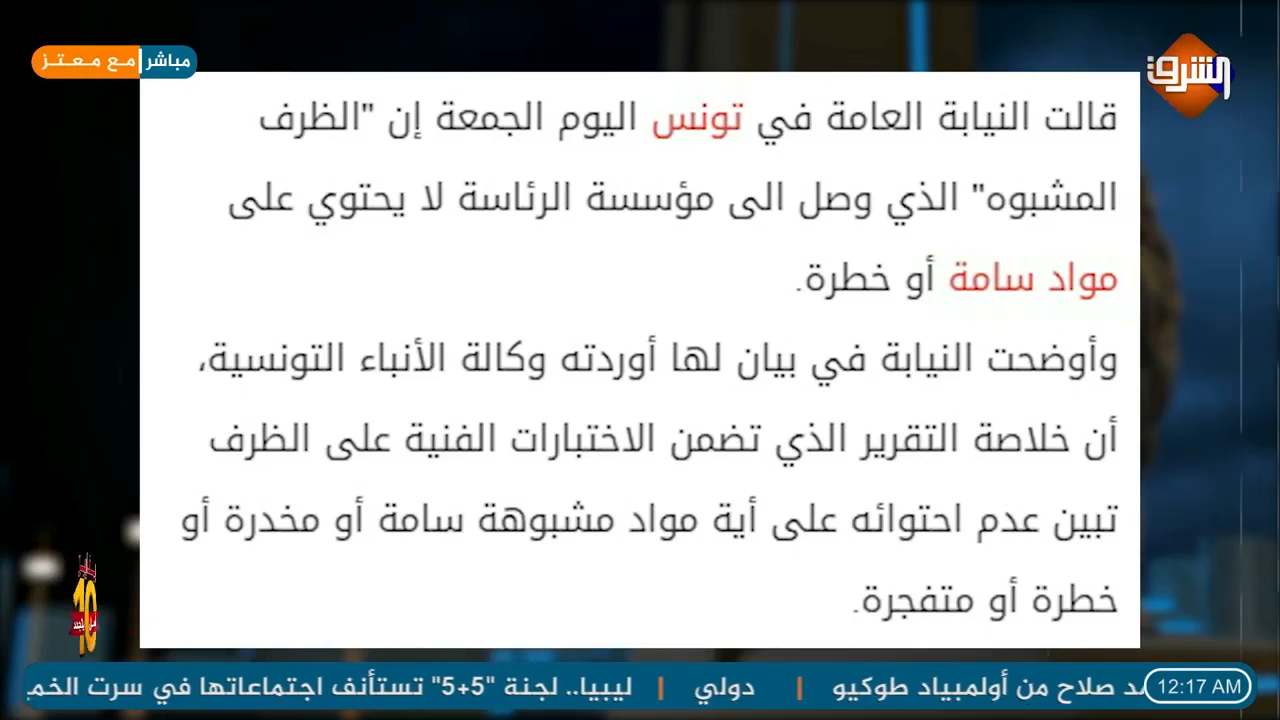 مباشر مـع مـعـتـز
الشرق
قالت النيابة العامة في تونس اليوم الجمعة إن "الظرف
المشبوه" الذي وصل الى مؤسسة الرئاسة لا يحتوي على
مواد سامة أو خطرة.
وأوضحت النيابة في بيان لها أوردته وكالة الأنباء التونسية،
أن خلاصة التقرير الذي تضمن الاختبارات الفنية على الظرف
تبين عدم احتوائه على أية مواد مشبوهة سامة أو مخدرة أو
خطرة أو متفجرة.
10
12:17 AM صلاح من أولمبياد طوكيو | دولي | ليبيا.. لجنة "5+5" تستأنف اجتماعاتها في سرت